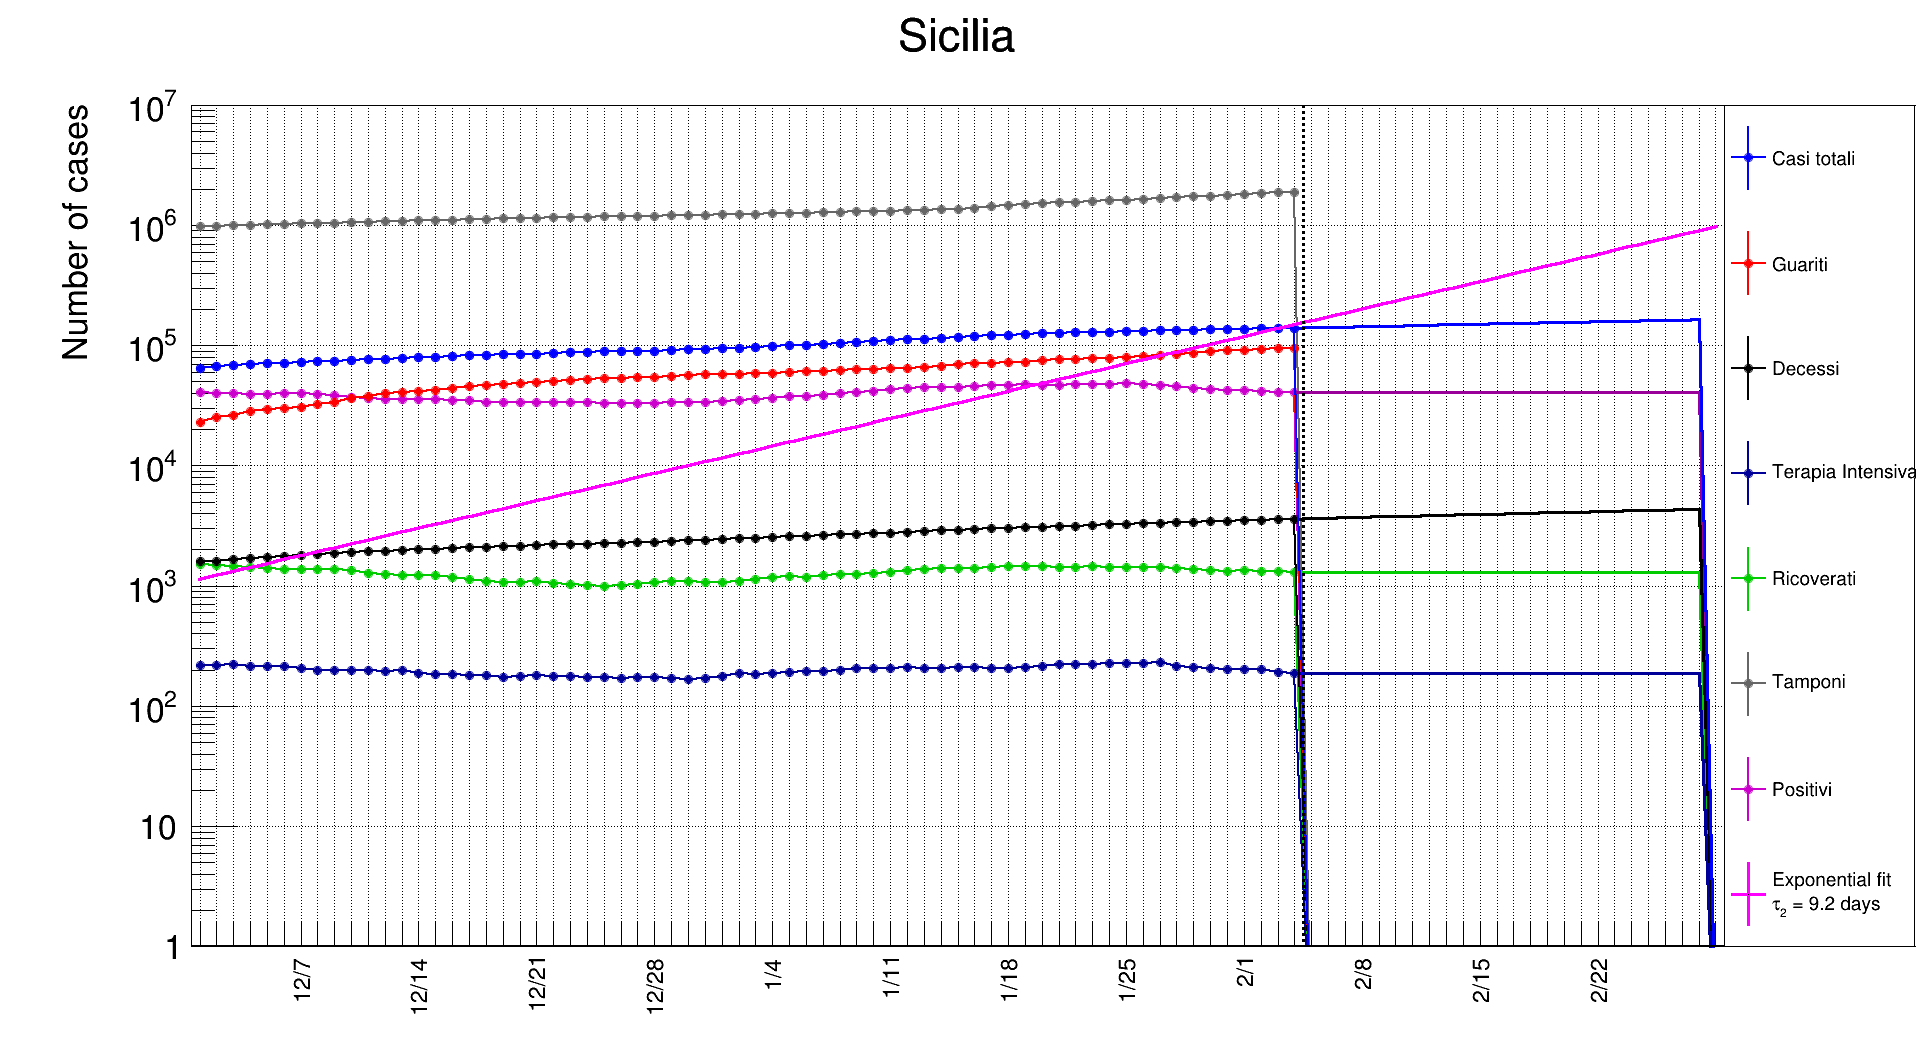 Sicilia
Number of cases
10^7
10^6
10^5
10^4
10^3
10^2
10
1
12/7
12/14
12/21
12/28
1/4
1/11
1/18
1/25
2/1
2/8
2/15
2/22
Casi totali
Guariti
Decessi
Terapia Intensiva
Ricoverati
Tamponi
Positivi
Exponential fit
τ₂ = 9.2 days